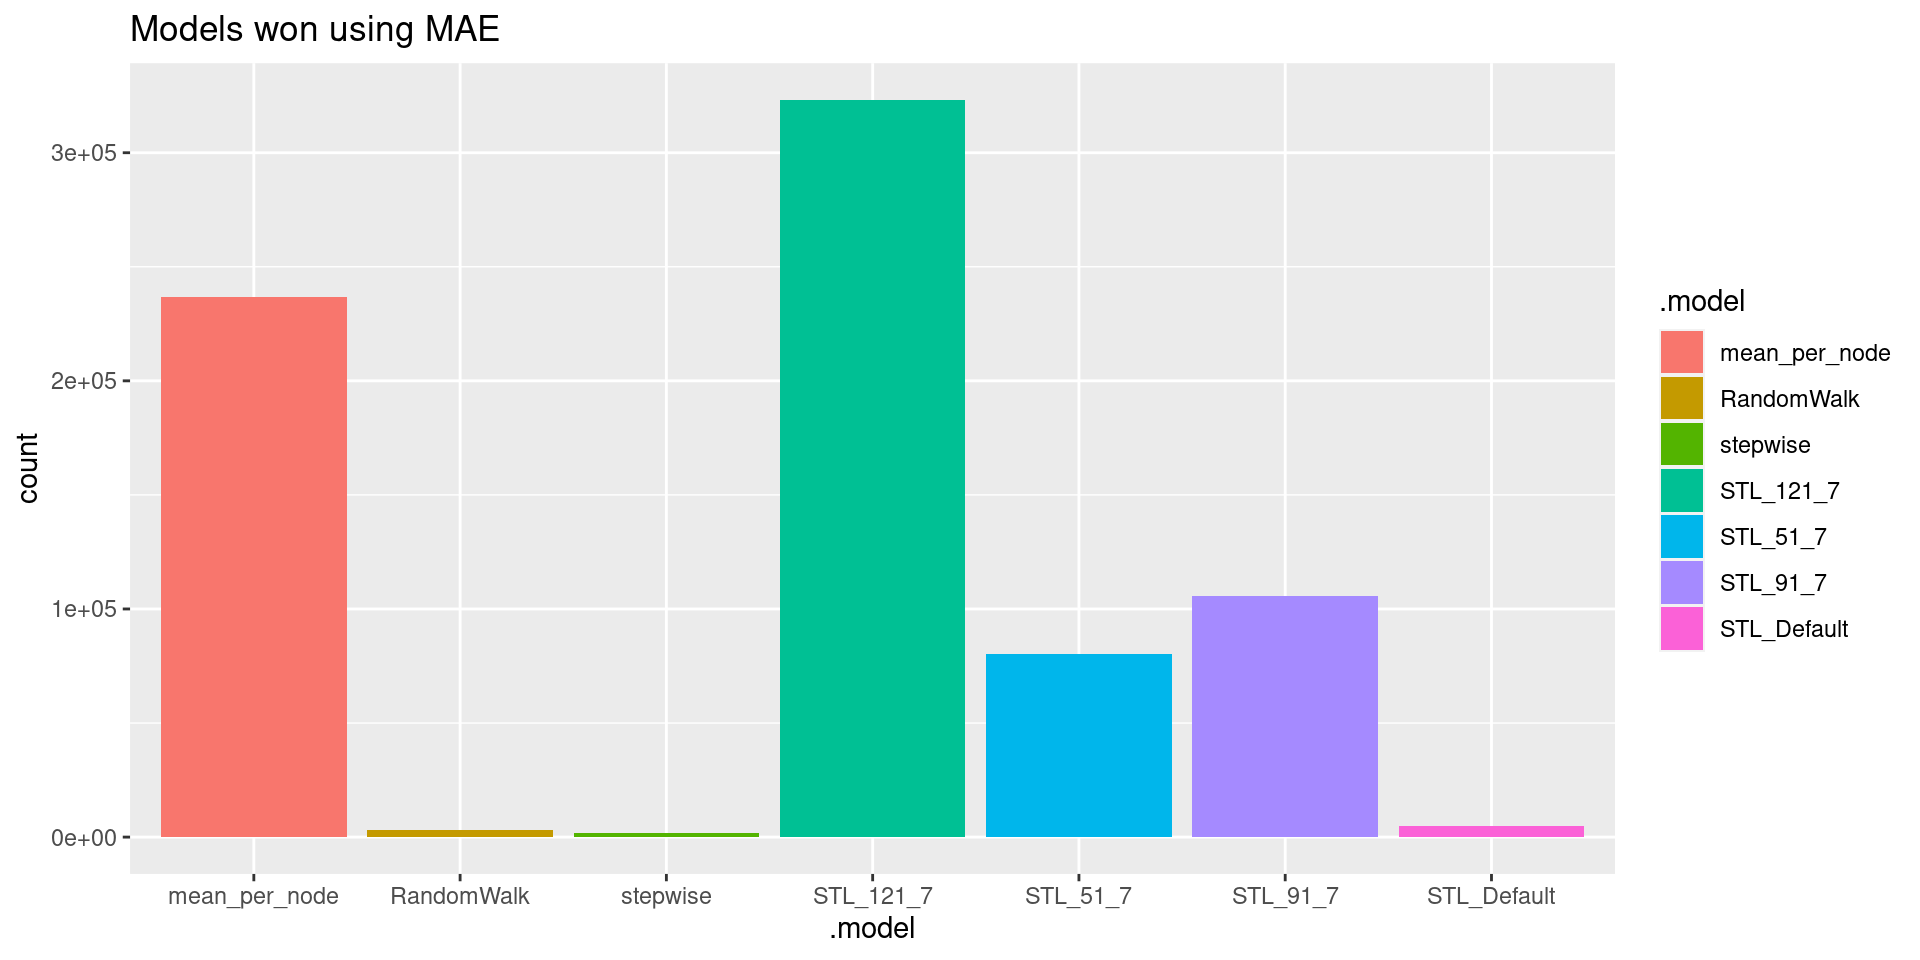 Models won using MAE
count
3e+05
2e+05
1e+05
0e+00
mean_per_node
RandomWalk
stepwise
STL_121_7
STL_51_7
STL_91_7
STL_Default
.model
.model
mean_per_node
RandomWalk
stepwise
STL_121_7
STL_51_7
STL_91_7
STL_Default